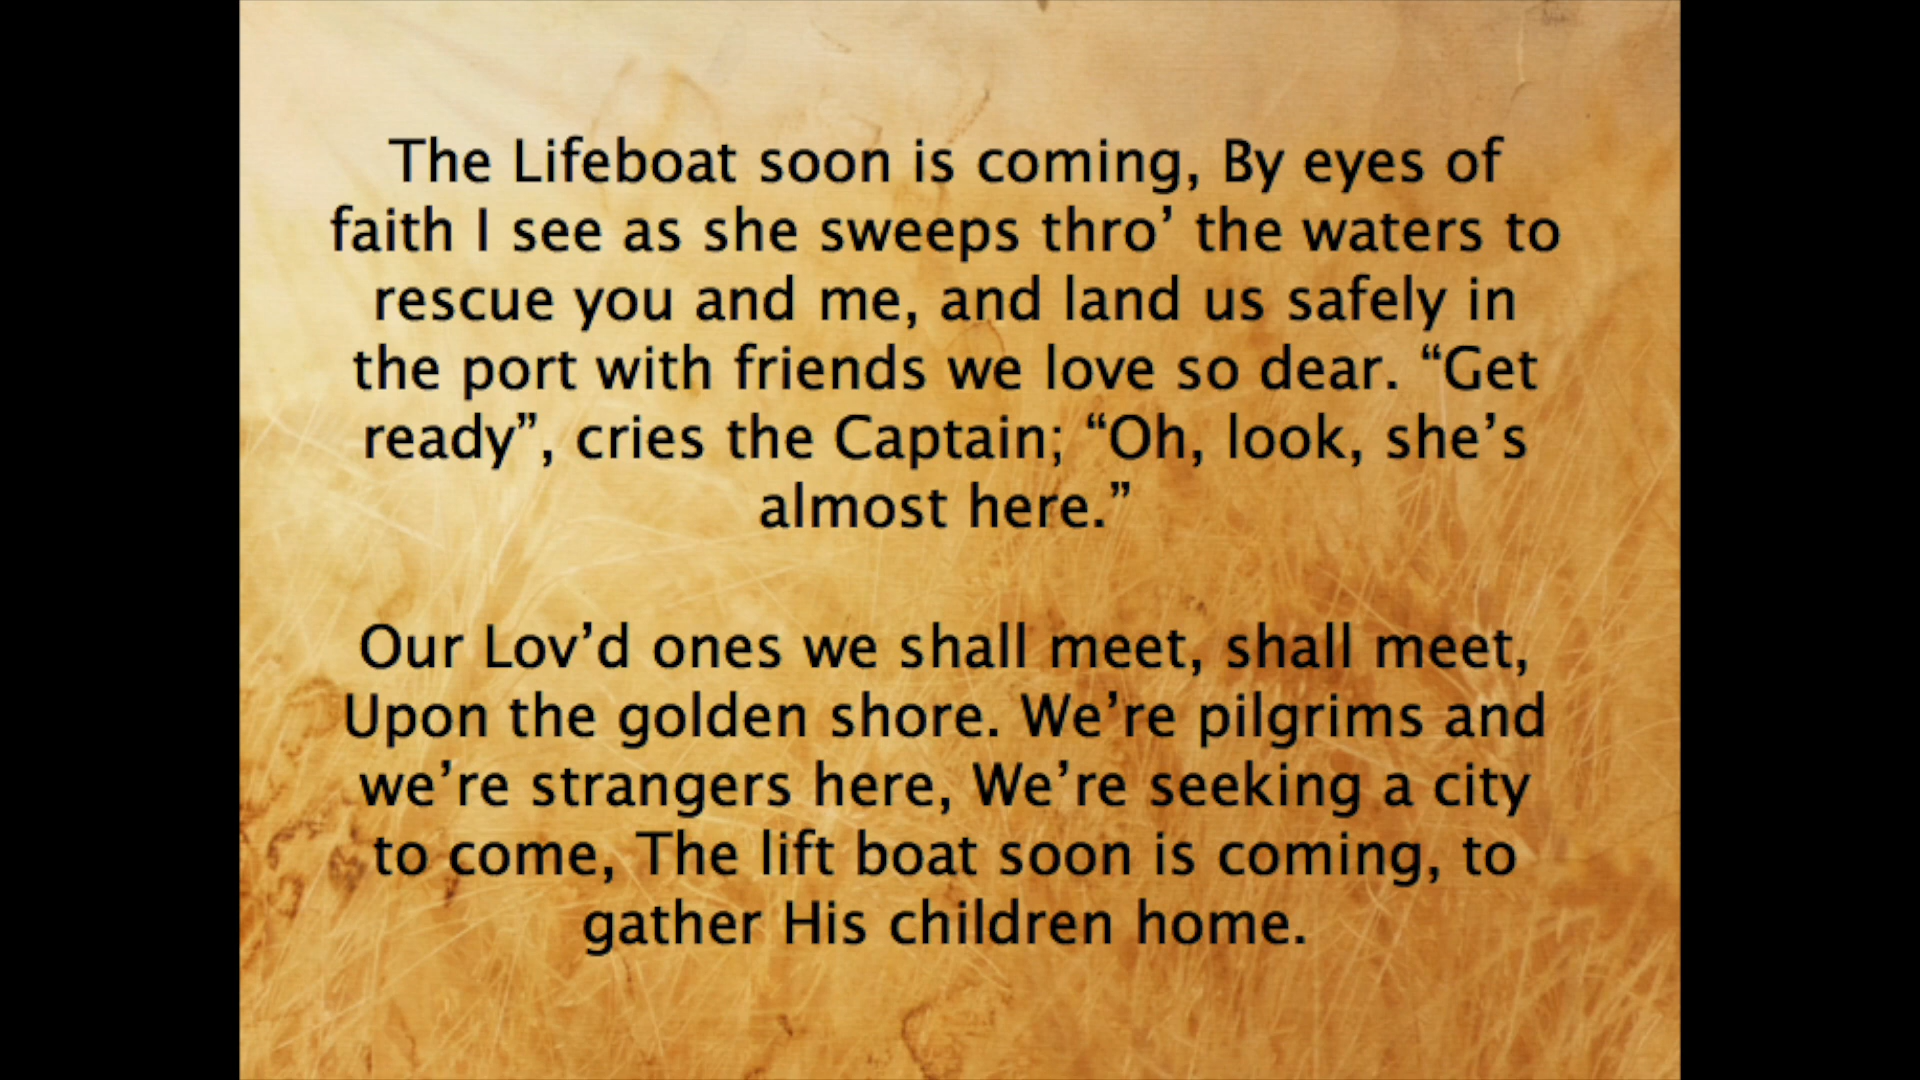 The Lifeboat soon is coming, By eyes of
faith I see as she sweeps thro’ the waters to
rescue you and me, and land us safely in
the port with friends we love so dear. “Get
ready”, cries the Captain; “Oh, look, she’s
almost here.”
Our Lov’d ones we shall meet, shall meet,
Upon the golden shore. We’re pilgrims and
we’re strangers here, We’re seeking a city
to come, The lift boat soon is coming, to
gather His children home.